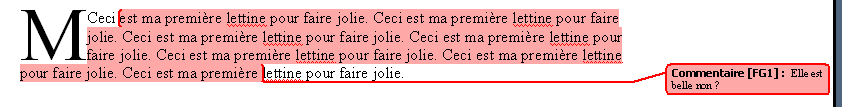 M Ceci est ma première lettine pour faire jolie. Ceci est ma première lettine pour faire
jolie. Ceci est ma première lettine pour faire jolie. Ceci est ma première lettine pour
faire jolie. Ceci est ma première lettine pour faire jolie. Ceci est ma première lettine
pour faire jolie. Ceci est ma première lettine pour faire jolie.
Commentaire [FG1] : Elle est
belle non ?